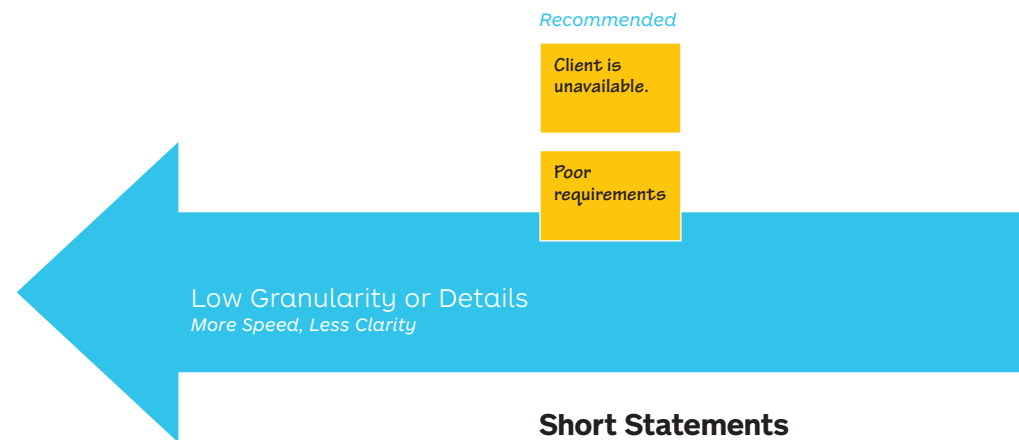 Recommended
Client is
unavailable.
Poor
requirements
Low Granularity or Details
More Speed, Less Clarity
Short Statements